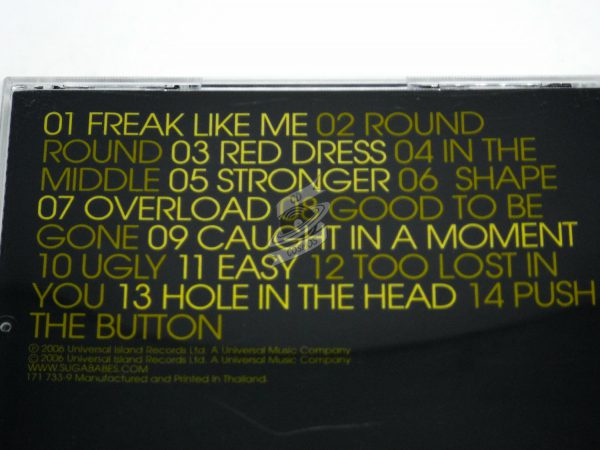 01 FREAK LIKE ME 02 ROUND
ROUND 03 RED DRESS 04 IN THE
MIDDLE 05 STRONGER 06 SHAPE
07 OVERLOAD 08 GOOD TO BE
GONE 09 CAUGHT IN A MOMENT
10 UGLY 11 EASY 12 TOO LOST IN
YOU 13 HOLE IN THE HEAD 14 PUSH
THE BUTTON
℗ 2006 Universal Island Records Ltd. A Universal Music Company
© 2006 Universal Island Records Ltd. A Universal Music Company
WWW.SUGABABES.COM
171 733-9 Manufactured and Printed in Thailand.